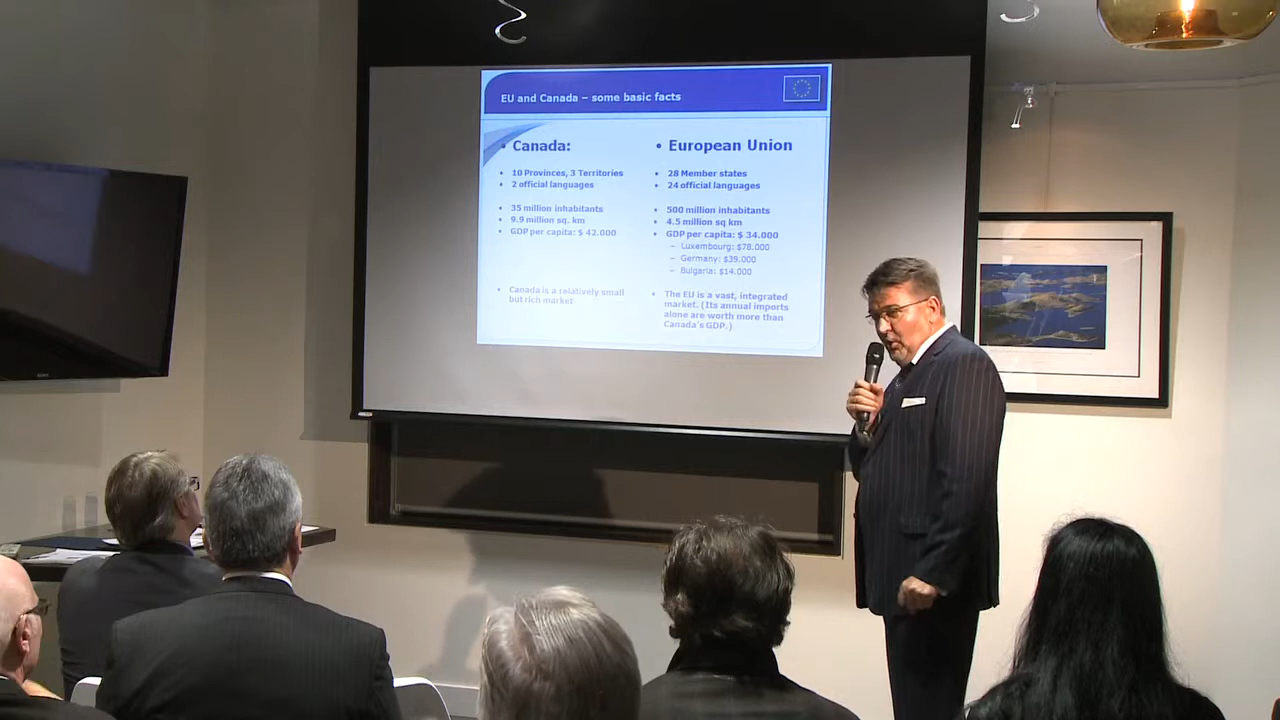 EU and Canada – some basic facts
• Canada:
• 10 Provinces, 3 Territories
• 2 official languages
• 35 million inhabitants
• 9.9 million sq. km
• GDP per capita: $ 42.000
• Canada is a relatively small
but rich market
• European Union
• 28 Member states
• 24 official languages
• 500 million inhabitants
• 4.5 million sq km
• GDP per capita: $ 34.000
– Luxembourg: $78.000
– Germany: $39.000
– Bulgaria: $14.000
• The EU is a vast, integrated
market. (Its annual imports
alone are worth more than
Canada's GDP.)